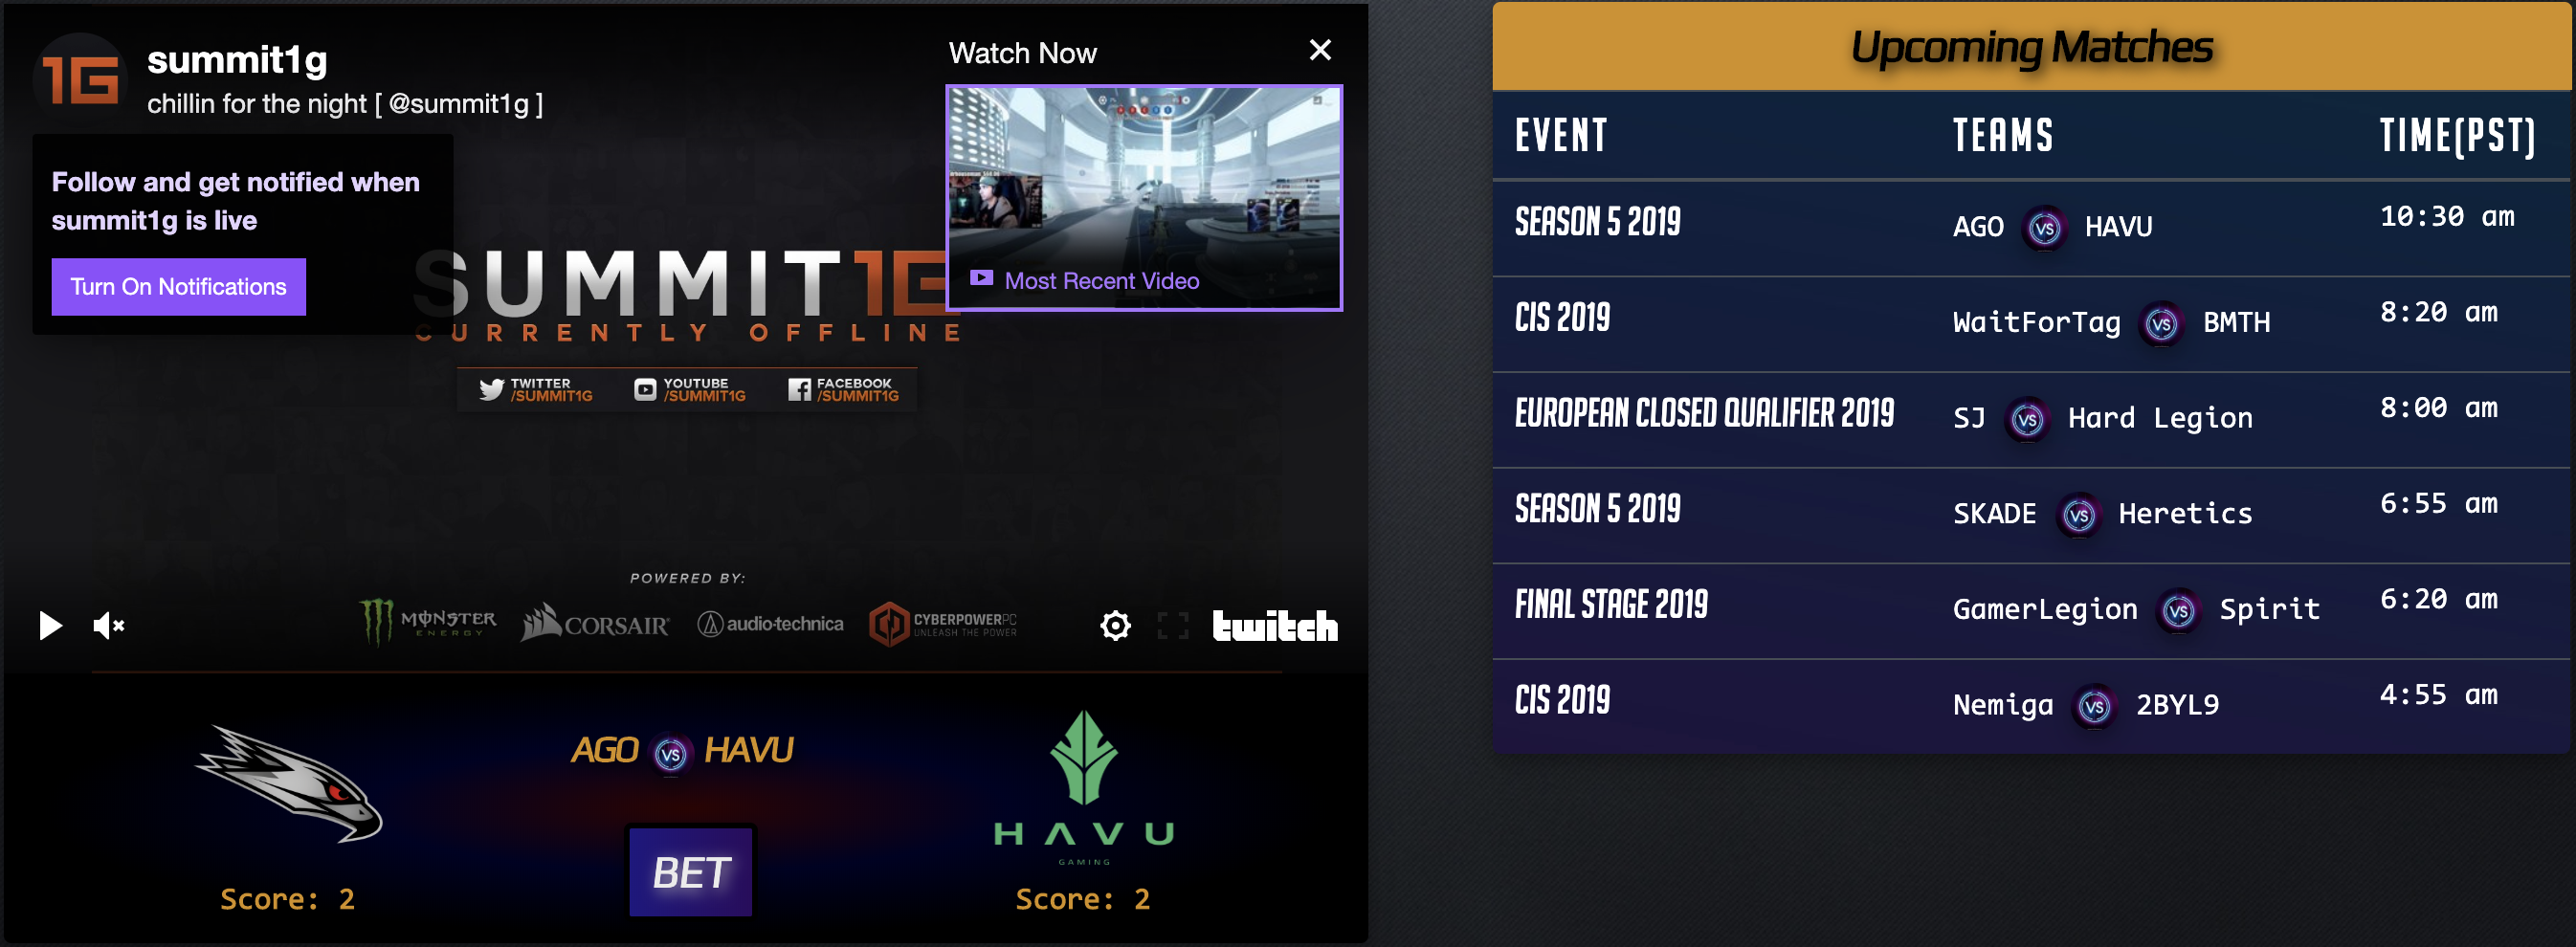 1G
summit1g
chillin for the night [ @summit1g ]
Follow and get notified when
summit1g is live
Turn On Notifications
Watch Now
Most Recent Video
SUMMIT1G
CURRENTLY OFFLINE
TWITTER
/SUMMIT1G
YOUTUBE
/SUMMIT1G
FACEBOOK
/SUMMIT1G
POWERED BY:
MONSTER
ENERGY
CORSAIR
audio-technica
CYBERPOWERPC
UNLEASH THE POWER
twitch
AGO VS HAVU
BET
HAVU
GAMING
Score: 2
Score: 2
Upcoming Matches
EVENT TEAMS TIME(PST)
SEASON 5 2019 AGO VS HAVU 10:30 am
CIS 2019 WaitForTag VS BMTH 8:20 am
EUROPEAN CLOSED QUALIFIER 2019 SJ VS Hard Legion 8:00 am
SEASON 5 2019 SKADE VS Heretics 6:55 am
FINAL STAGE 2019 GamerLegion VS Spirit 6:20 am
CIS 2019 Nemiga VS 2BYL9 4:55 am